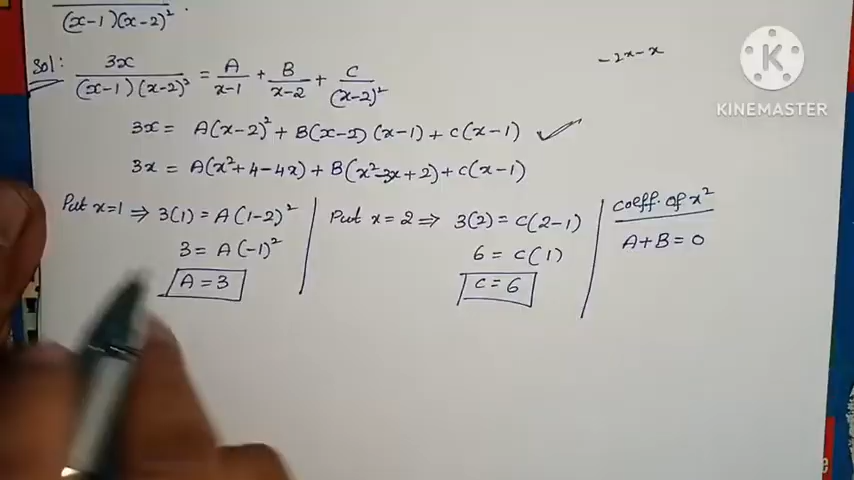 (x-1)(x-2)² .
Sol: 3x/((x-1)(x-2)²) = A/(x-1) + B/(x-2) + C/(x-2)²
-2x-x
K
KINEMASTER
3x = A(x-2)² + B(x-2)(x-1) + C(x-1) ✓
3x = A(x²+4-4x) + B(x²-3x+2) + C(x-1)
Put x=1 ⇒ 3(1) = A(1-2)²
3 = A(-1)²
A = 3
Put x=2 ⇒ 3(2) = C(2-1)
6 = C(1)
C = 6
coeff. of x²
A+B=0